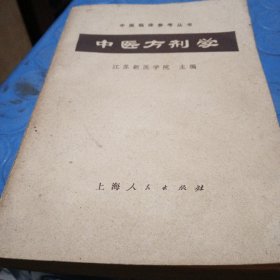 中医临床参考丛书
中医方剂学
江苏新医学院 主编
上海人民出版社